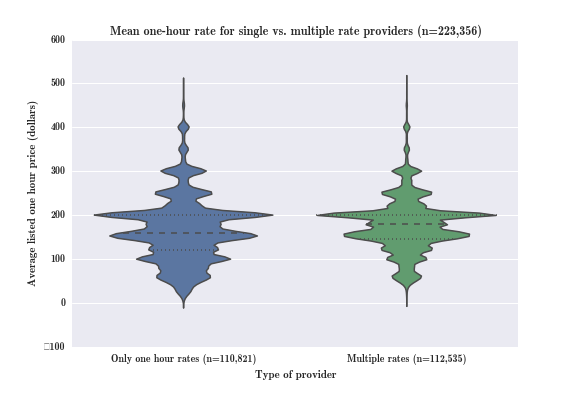 Mean one-hour rate for single vs. multiple rate providers (n=223,356)
600
500
400
300
200
100
0
□100
Average listed one hour price (dollars)
Only one hour rates (n=110,821)
Multiple rates (n=112,535)
Type of provider